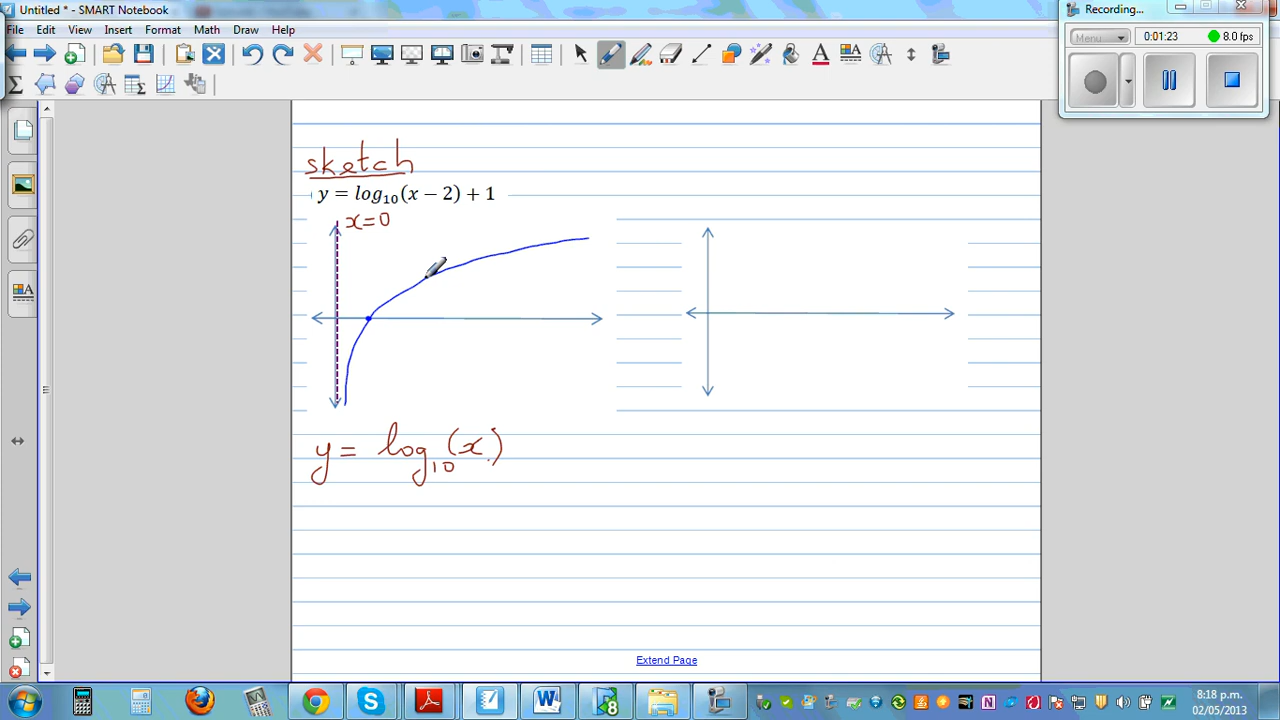 Untitled * - SMART Notebook
File Edit View Insert Format Math Draw Help
Recording...
Menu
0:01:23
8.0 fps
sketch
y = log₁₀(x − 2) + 1
x=0
y = log₁₀(x)
Extend Page
8:18 p.m.
02/05/2013